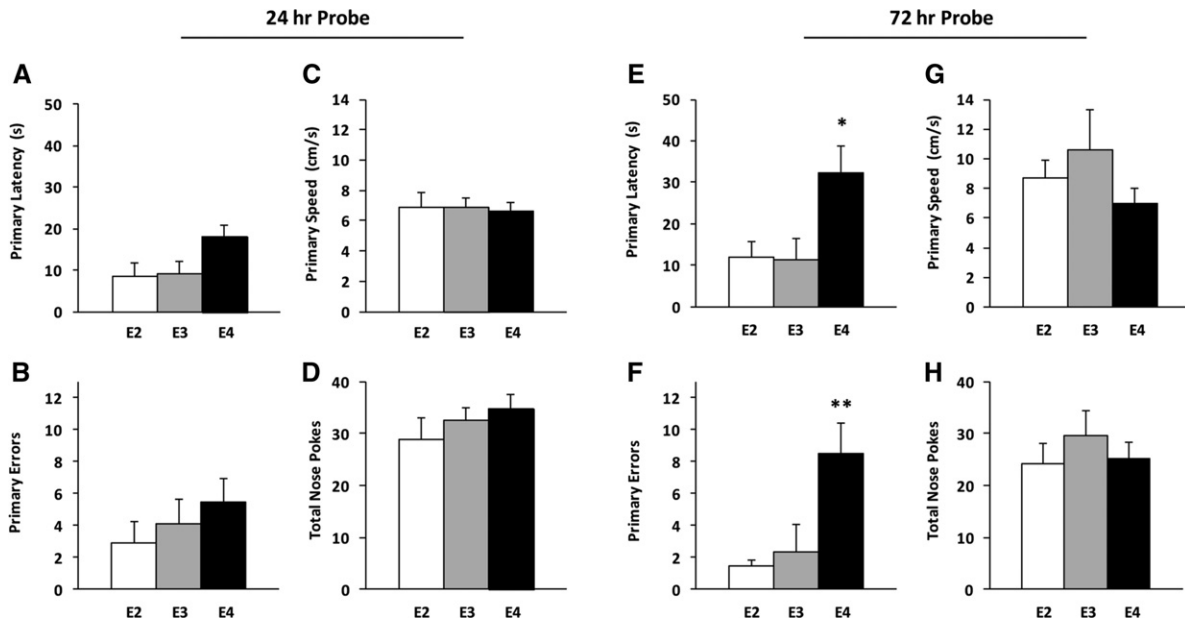 24 hr Probe
72 hr Probe
A
Primary Latency (s)
50
40
30
20
10
0
E2 E3 E4
C
Primary Speed (cm/s)
14
12
10
8
6
4
2
0
E2 E3 E4
E
Primary Latency (s)
50
40
30
20
10
0
*
E2 E3 E4
G
Primary Speed (cm/s)
14
12
10
8
6
4
2
0
E2 E3 E4
B
Primary Errors
12
10
8
6
4
2
0
E2 E3 E4
D
Total Nose Pokes
40
30
20
10
0
E2 E3 E4
F
Primary Errors
12
10
8
6
4
2
0
**
E2 E3 E4
H
Total Nose Pokes
40
30
20
10
0
E2 E3 E4